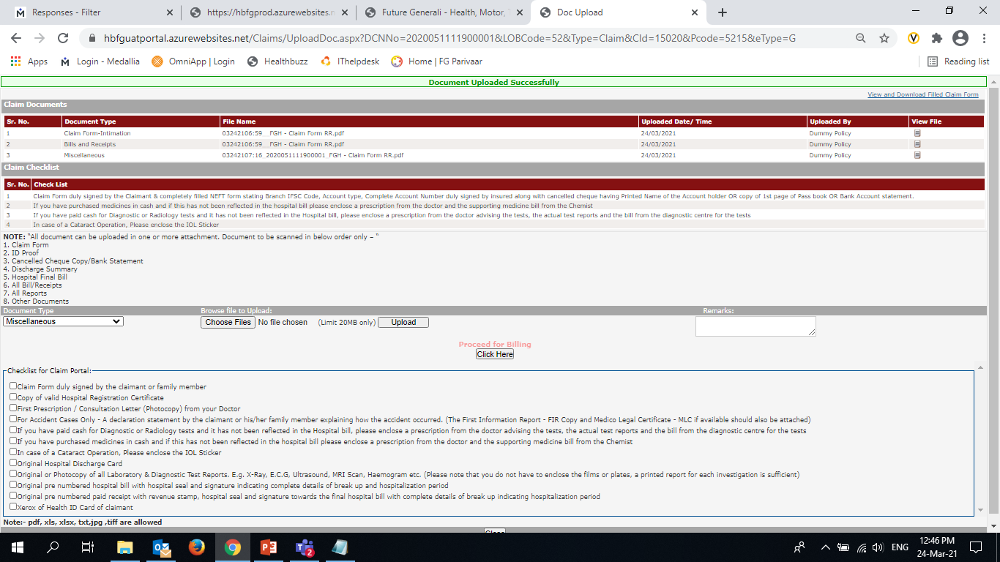 Responses - Filter
https://hbfgprod.azurewebsites.n
Future Generali - Health, Motor, T
Doc Upload
hbfguatportal.azurewebsites.net/Claims/UploadDoc.aspx?DCNNo=2020051111900001&LOBCode=52&Type=Claim&CId=15020&Pcode=5215&eType=G
Apps Login - Medallia OmniApp | Login Healthbuzz IThelpdesk Home | FG Parivaar Reading list
Document Uploaded Successfully
View and Download Filled Claim Form
Claim Documents
Sr. No. Document Type File Name Uploaded Date/ Time Uploaded By View File
1 Claim Form-Intimation 03242106:59__FGH - Claim Form RR.pdf 24/03/2021 Dummy Policy
2 Bills and Receipts 03242106:59__FGH - Claim Form RR.pdf 24/03/2021 Dummy Policy
3 Miscellaneous 03242107:16_2020051111900001_FGH - Claim Form RR.pdf 24/03/2021 Dummy Policy
Claim Checklist
Sr. No. Check List
1 Claim Form duly signed by the Claimant & completely filled NEFT form stating Branch IFSC Code, Account type, Complete Account Number duly signed by insured along with cancelled cheque having Printed Name of the Account holder OR copy of 1st page of Pass book OR Bank Account statement.
2 If you have purchased medicines in cash and if this has not been reflected in the hospital bill please enclose a prescription from the doctor and the supporting medicine bill from the Chemist
3 If you have paid cash for Diagnostic or Radiology tests and it has not been reflected in the Hospital bill, please enclose a prescription from the doctor advising the tests, the actual test reports and the bill from the diagnostic centre for the tests
4 In case of a Cataract Operation, Please enclose the IOL Sticker
NOTE: "All document can be uploaded in one or more attachment. Document to be scanned in below order only – "
1. Claim Form
2. ID Proof
3. Cancelled Cheque Copy/Bank Statement
4. Discharge Summary
5. Hospital Final Bill
6. All Bill/Receipts
7. All Reports
8. Other Documents
Document Type Browse file to Upload: Remarks:
Miscellaneous Choose Files No file chosen (Limit 20MB only) Upload
Proceed for Billing
Click Here
Checklist for Claim Portal:
Claim Form duly signed by the claimant or family member
Copy of valid Hospital Registration Certificate
First Prescription / Consultation Letter (Photocopy) from your Doctor
For Accident Cases Only - A declaration statement by the claimant or his/her family member explaining how the accident occurred. (The First Information Report - FIR Copy and Medico Legal Certificate - MLC if available should also be attached)
If you have paid cash for Diagnostic or Radiology tests and it has not been reflected in the Hospital bill, please enclose a prescription from the doctor advising the tests, the actual test reports and the bill from the diagnostic centre for the tests
If you have purchased medicines in cash and if this has not been reflected in the hospital bill please enclose a prescription from the doctor and the supporting medicine bill from the Chemist
In case of a Cataract Operation, Please enclose the IOL Sticker
Original Hospital Discharge Card
Original or Photocopy of all Laboratory & Diagnostic Test Reports. E.g. X-Ray, E.C.G, Ultrasound, MRI Scan, Haemogram etc. (Please note that you do not have to enclose the films or plates, a printed report for each investigation is sufficient)
Original pre numbered hospital bill with hospital seal and signature indicating complete details of break up and hospitalization period
Original pre numbered paid receipt with revenue stamp, hospital seal and signature towards the final hospital bill with complete details of break up indicating hospitalization period
Xerox of Health ID Card of claimant
Note:- pdf, xls, xlsx, txt,jpg ,tiff are allowed
Close
2
ENG
12:46 PM
24-Mar-21